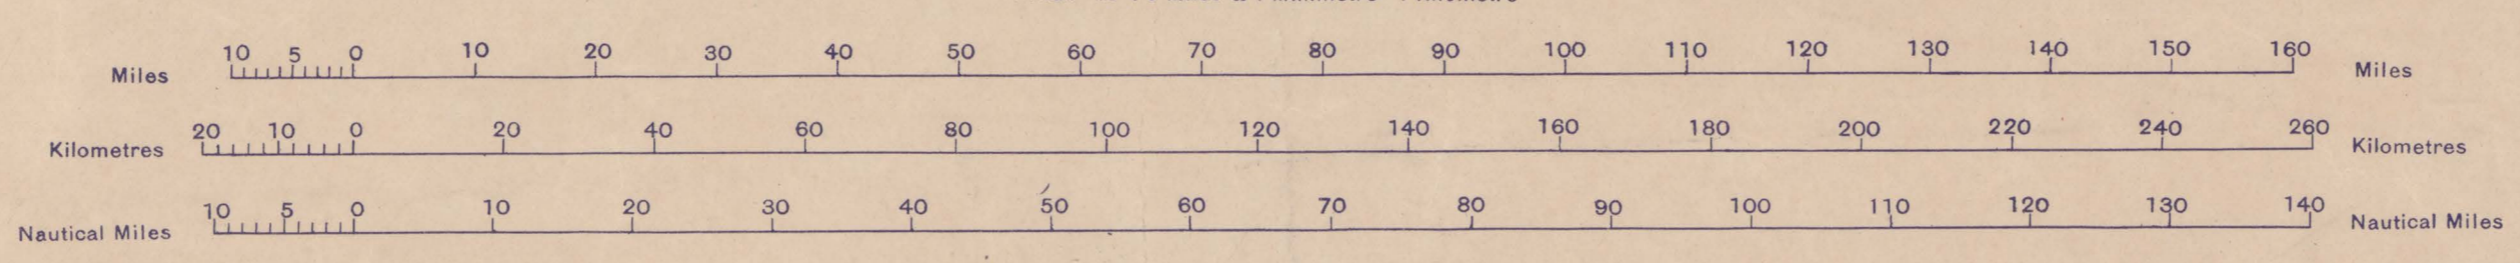 10 5 0 10 20 30 40 50 60 70 80 90 100 110 120 130 140 150 160
Miles Miles
20 10 0 20 40 60 80 100 120 140 160 180 200 220 240 260
Kilometres Kilometres
10 5 0 10 20 30 40 50 60 70 80 90 100 110 120 130 140
Nautical Miles Nautical Miles